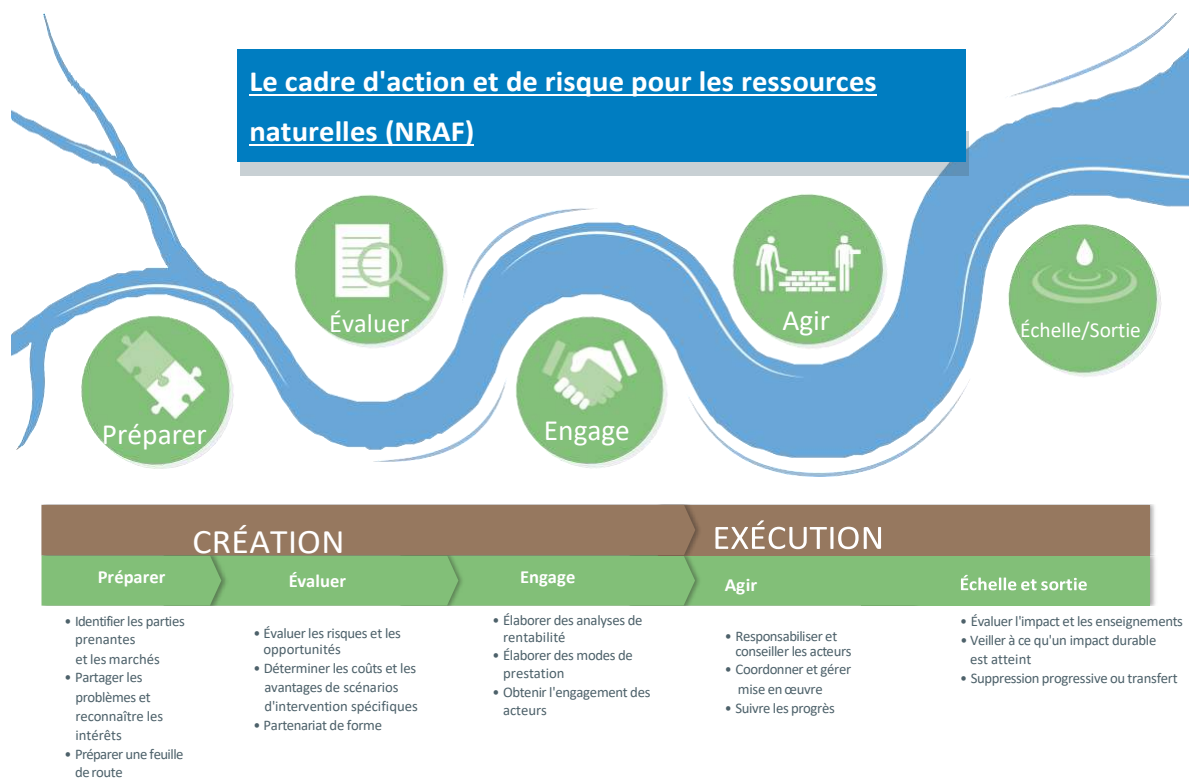 Le cadre d'action et de risque pour les ressources
naturelles (NRAF)
Évaluer
Agir
Échelle/Sortie
Préparer
Engage
CRÉATION
EXÉCUTION
Préparer
Évaluer
Engage
Agir
Échelle et sortie
• Identifier les parties
prenantes
et les marchés
• Partager les
problèmes et
reconnaître les
intérêts
• Préparer une feuille
de route
• Évaluer les risques et les
opportunités
• Déterminer les coûts et les
avantages de scénarios
d'intervention spécifiques
• Partenariat de forme
• Élaborer des analyses de
rentabilité
• Élaborer des modes de
prestation
• Obtenir l'engagement des
acteurs
• Responsabiliser et
conseiller les acteurs
• Coordonner et gérer
mise en œuvre
• Suivre les progrès
• Évaluer l'impact et les enseignements
• Veiller à ce qu'un impact durable
est atteint
• Suppression progressive ou transfert